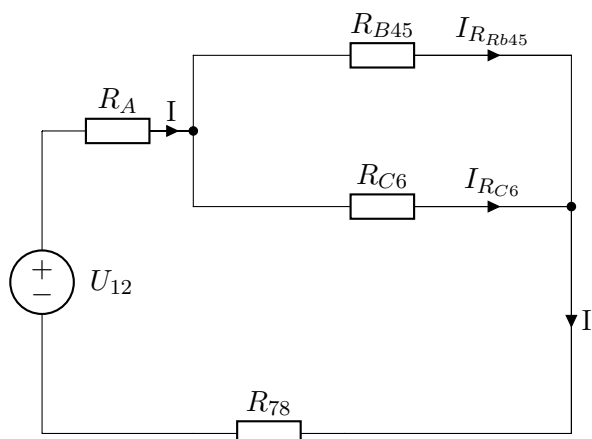 R_{B45} I_{R_{Rb45}}
R_A I
R_{C6} I_{R_{C6}}
+
− U_{12}
I
R_{78}